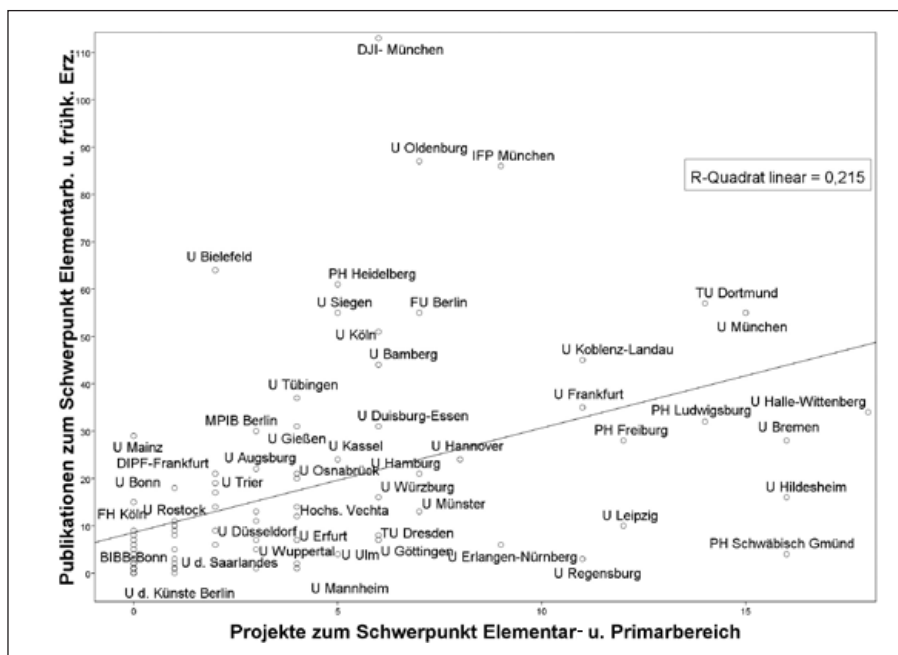 Publikationen zum Schwerpunkt Elementarb. u. frühk. Erz.
110
100
90
80
70
60
50
40
30
20
10
0
DJI- München
U Oldenburg
IFP München
R-Quadrat linear = 0,215
U Bielefeld
PH Heidelberg
U Siegen
FU Berlin
TU Dortmund
U München
U Köln
U Bamberg
U Koblenz-Landau
U Tübingen
U Frankfurt
U Halle-Wittenberg
MPIB Berlin
U Duisburg-Essen
PH Ludwigsburg
U Mainz
U Gießen
U Kassel
U Hannover
PH Freiburg
U Bremen
DIPF-Frankfurt
U Augsburg
U Osnabrück
U Hamburg
U Bonn
U Trier
U Würzburg
U Hildesheim
FH Köln
U Rostock
Hochs. Vechta
U Münster
U Leipzig
U Düsseldorf
U Erfurt
TU Dresden
PH Schwäbisch Gmünd
BIBB-Bonn
U Wuppertal
U Ulm
U Göttingen
U Erlangen-Nürnberg
U d. Saarlandes
U Regensburg
U d. Künste Berlin
U Mannheim
0
5
10
15
Projekte zum Schwerpunkt Elementar- u. Primarbereich